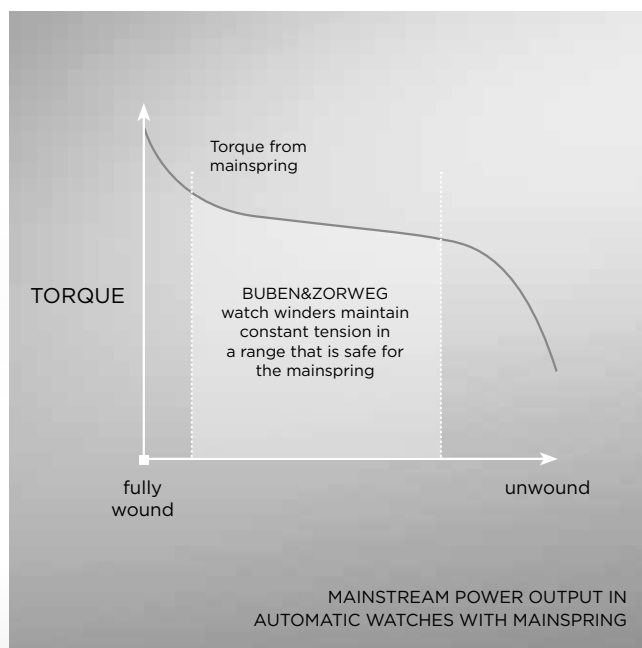 Torque from
mainspring
TORQUE
BUBEN&ZORWEG
watch winders maintain
constant tension in
a range that is safe for
the mainspring
fully
wound
unwound
MAINSTREAM POWER OUTPUT IN
AUTOMATIC WATCHES WITH MAINSPRING